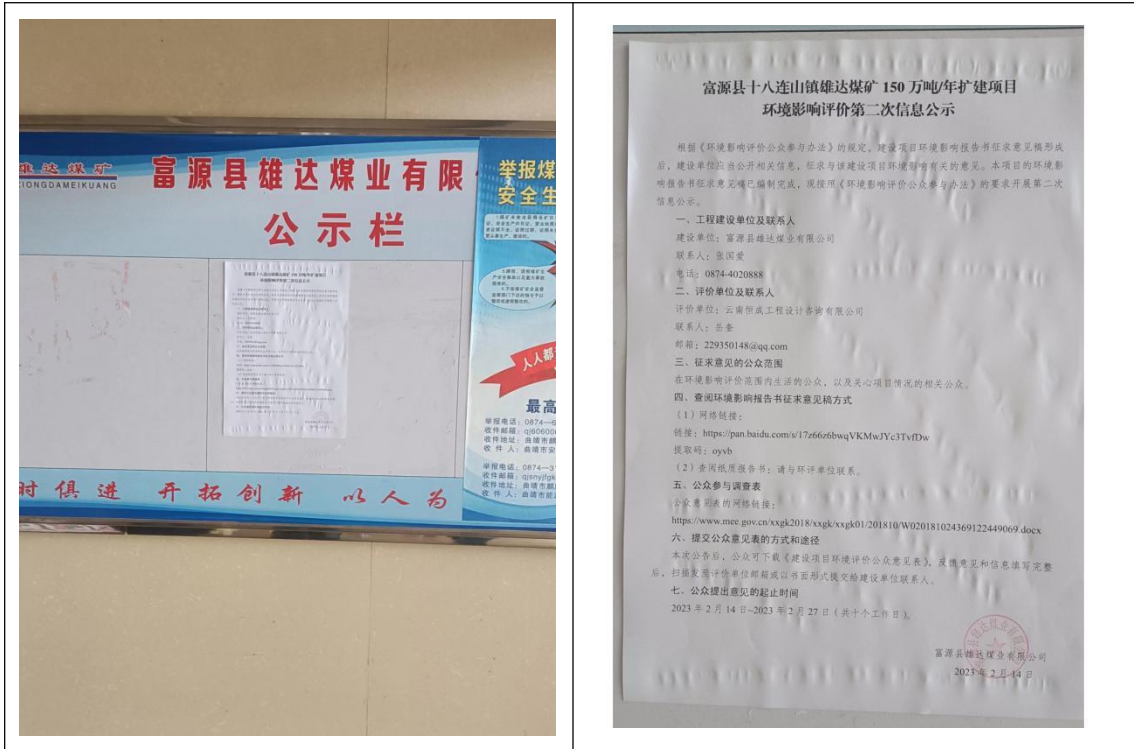 雄达煤矿
XIONGDAMEIKUANG
富源县雄达煤业有限
公示栏
举报煤
安全生
人人都
最高
举报电话：0874—6
收件邮箱：qj60600
收件地址：曲靖市麒
收件人：曲靖市安
举报电话：0874—3
收件邮箱：qjsnyjfgk
收件地址：曲靖市麒
收件人：曲靖市能
时俱进 开拓创新 以人为
富源县十八连山镇雄达煤矿 150 万吨/年扩建项目
环境影响评价第二次信息公示
根据《环境影响评价公众参与办法》的规定，建设项目环境影响报告书征求意见稿形成
后，建设单位应当公开相关信息，征求与该建设项目环境影响有关的意见。本项目的环境影
响报告书征求意见稿已编制完成，现按照《环境影响评价公众参与办法》的要求开展第二次
信息公示。
一、工程建设单位及联系人
建设单位：富源县雄达煤业有限公司
联系人：张国爱
电话：0874-4020888
二、评价单位及联系人
评价单位：云南恒成工程设计咨询有限公司
联系人：岳奎
邮箱：229350148@qq.com
三、征求意见的公众范围
在环境影响评价范围内生活的公众，以及关心项目情况的相关公众。
四、查阅环境影响报告书征求意见稿方式
（1）网络链接：
链接：https://pan.baidu.com/s/17z66z6bwqVKMwJYc3TvfDw
提取码：oyvb
（2）查阅纸质报告书：请与环评单位联系。
五、公众参与调查表
公众意见表的网络链接：
https://www.mee.gov.cn/xxgk2018/xxgk/xxgk01/201810/W020181024369122449069.docx
六、提交公众意见表的方式和途径
本次公告后，公众可下载《建设项目环境评价公众意见表》，反馈意见和信息填写完整
后，扫描发至评价单位邮箱或以书面形式提交给建设单位联系人。
七、公众提出意见的起止时间
2023 年 2 月 14 日~2023 年 2 月 27 日（共十个工作日）。
富源县雄达煤业有限公司
2023 年 2 月 14 日